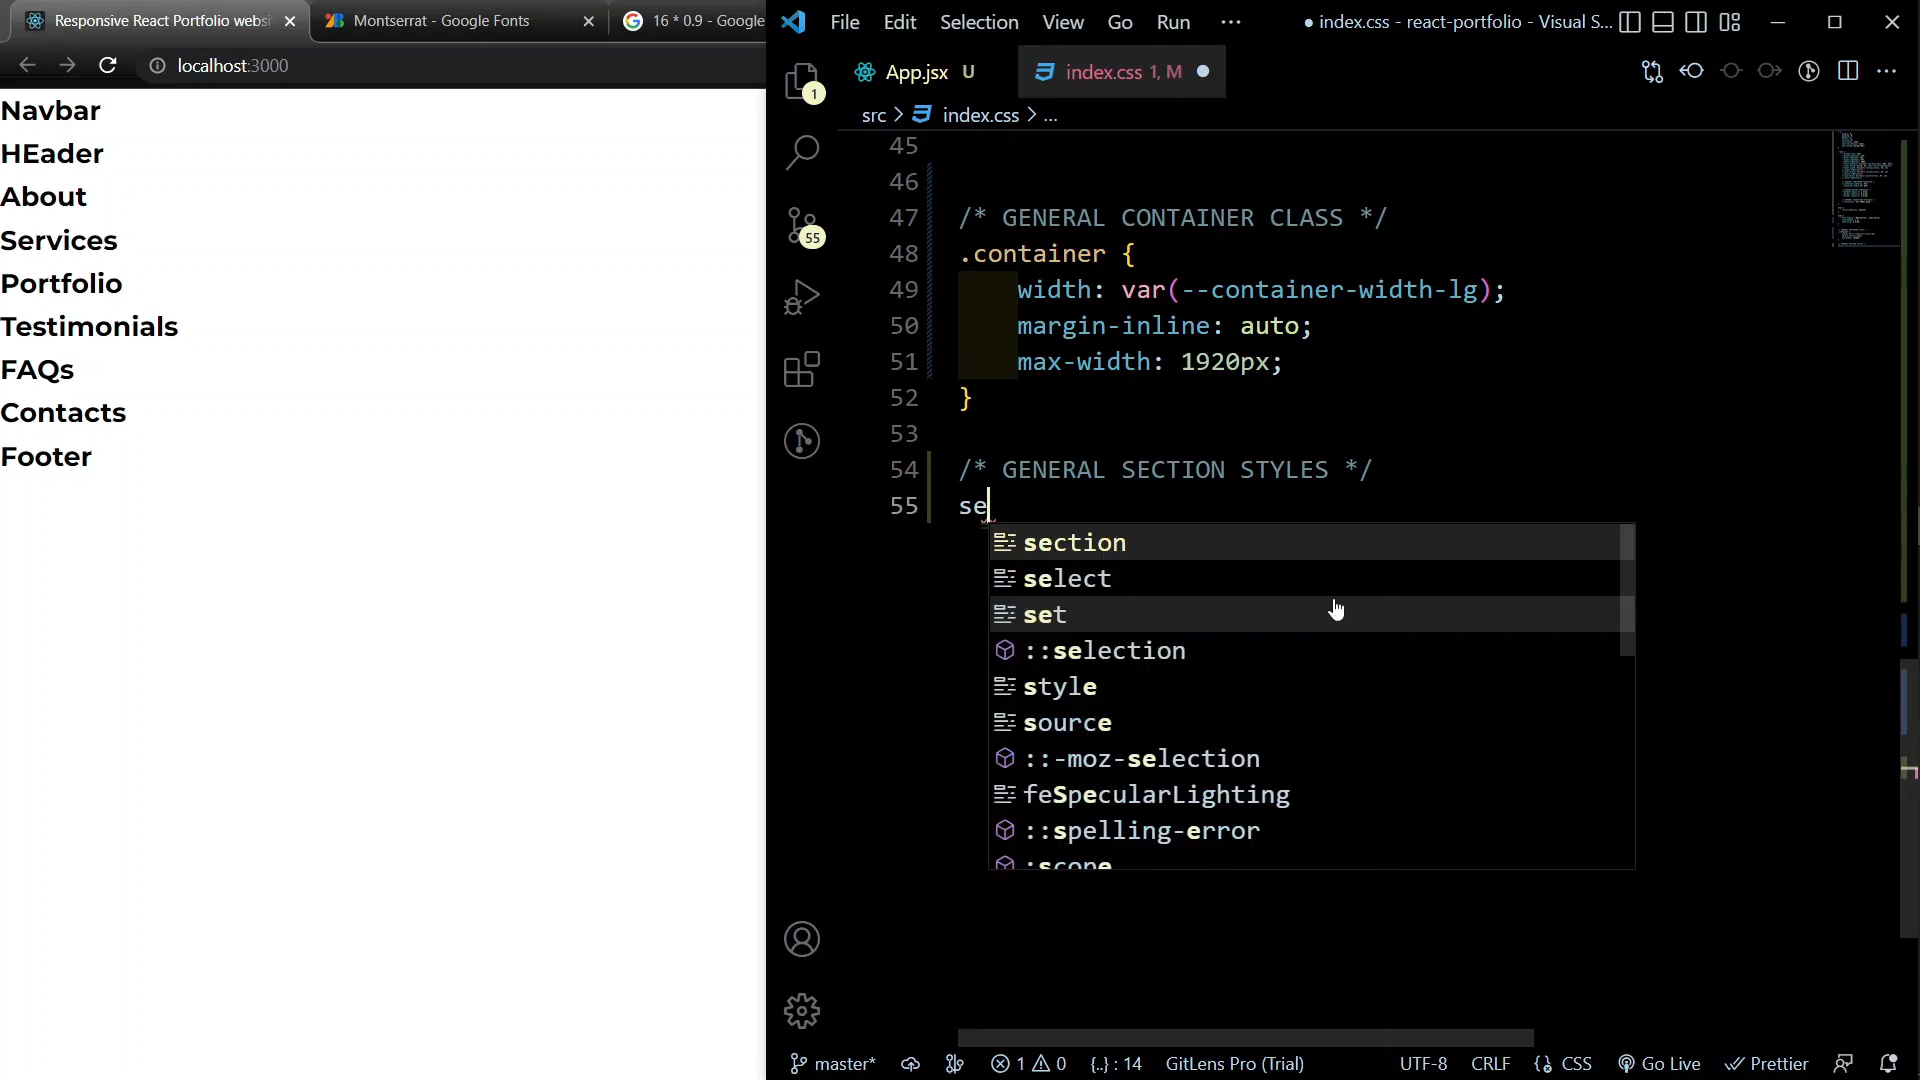 Responsive React Portfolio websi
Montserrat - Google Fonts
16 * 0.9 - Google
File Edit Selection View Go Run
index.css - react-portfolio - Visual S...
localhost:3000
App.jsx U
index.css 1, M
src > index.css > ...
Navbar
HEader
About
Services
Portfolio
Testimonials
FAQs
Contacts
Footer
1
55
45
46
47 /* GENERAL CONTAINER CLASS */
48 .container {
49 width: var(--container-width-lg);
50 margin-inline: auto;
51 max-width: 1920px;
52 }
53
54 /* GENERAL SECTION STYLES */
55 se
section
select
set
::selection
style
source
::-moz-selection
feSpecularLighting
::spelling-error
:scope
master* 1 0 {..} : 14 GitLens Pro (Trial) UTF-8 CRLF CSS Go Live Prettier